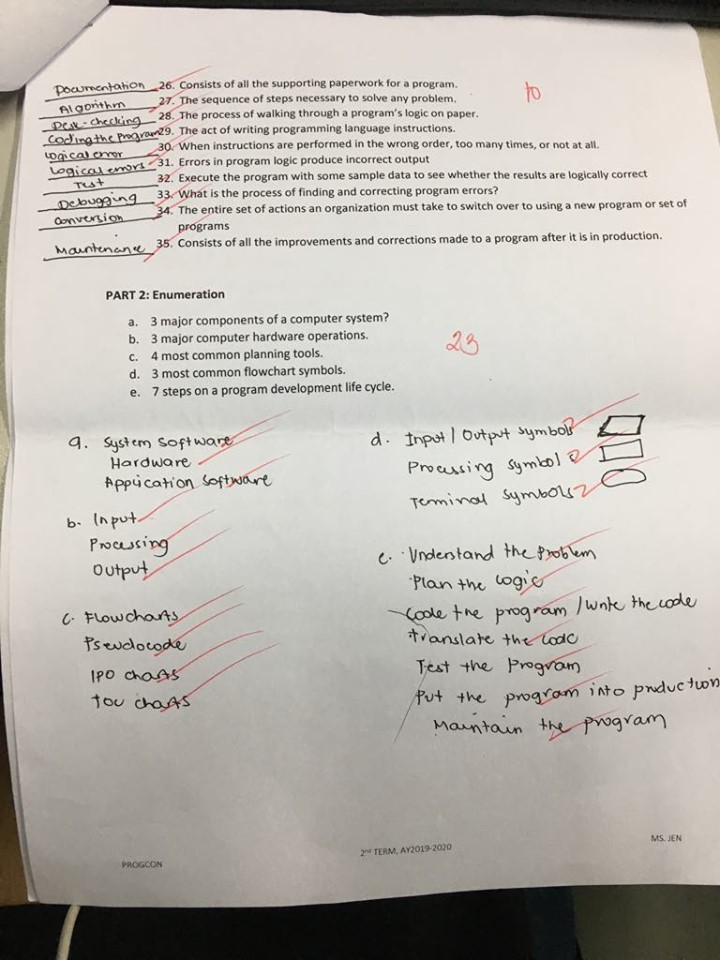 Documentation 26. Consists of all the supporting paperwork for a program.
Algorithm 27. The sequence of steps necessary to solve any problem.
Desk-checking 28. The process of walking through a program's logic on paper.
Coding the Program 29. The act of writing programming language instructions.
Logical error 30. When instructions are performed in the wrong order, too many times, or not at all.
Logical errors 31. Errors in program logic produce incorrect output
Test 32. Execute the program with some sample data to see whether the results are logically correct
Debugging 33. What is the process of finding and correcting program errors?
Conversion 34. The entire set of actions an organization must take to switch over to using a new program or set of
programs
Maintenance 35. Consists of all the improvements and corrections made to a program after it is in production.
10
PART 2: Enumeration
a. 3 major components of a computer system?
b. 3 major computer hardware operations.
c. 4 most common planning tools.
d. 3 most common flowchart symbols.
e. 7 steps on a program development life cycle.
23
a. System Software
Hardware
Application Software
b. Input
Processing
Output
c. Flowcharts
Pseudocode
IPO charts
TOE charts
d. Input / Output symbols 2
Processing symbol 2
Terminal symbols 2
e. Understand the Problem
Plan the logic
Code the program / write the code
Translate the code
Test the Program
Put the program into production
Maintain the program
PROGCON
2nd TERM, AY2019-2020
MS. JEN